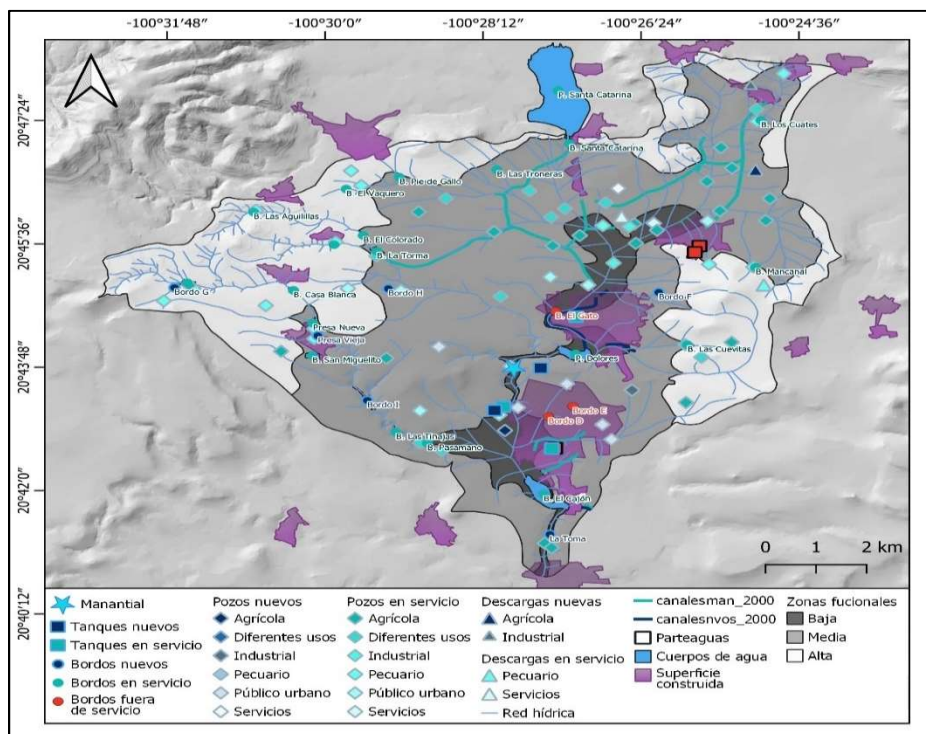 -100°31′48″ -100°30′00″ -100°28′12″ -100°26′24″ -100°24′36″
20°47′24″
20°45′36″
20°43′48″
20°42′0″
20°40′12″
P. Santa Catarina
B. Los Cuates
B. Santa Catarina
B. Las Troneras
B. Pie de Gallo
B. El Vaquero
B. Las Aguilillas
B. El Colorado
B. La Torma
B. Mancanal
Bordo G
B. Casa Blanca
Bordo H
Bordo F
B. El Gato
Presa Nueva
Presa Vieja
B. San Miguelito
P. Dolores
B. Las Cuevitas
Bordo I
Bordo E
Bordo D
B. Las Tinajas
B. Pasamano
B. El Cajón
La Toma
0 1 2 km
Manantial
Tanques nuevos
Tanques en servicio
Bordos nuevos
Bordos en servicio
Bordos fuera
de servicio
Pozos nuevos
Agrícola
Diferentes usos
Industrial
Pecuario
Público urbano
Servicios
Pozos en servicio
Agrícola
Diferentes usos
Industrial
Pecuario
Público urbano
Servicios
Descargas nuevas
Agrícola
Industrial
Descargas en servicio
Pecuario
Servicios
Red hídrica
canalesman_2000
canalesnvos_2000
Parteaguas
Cuerpos de agua
Superficie
construida
Zonas fucionales
Baja
Media
Alta